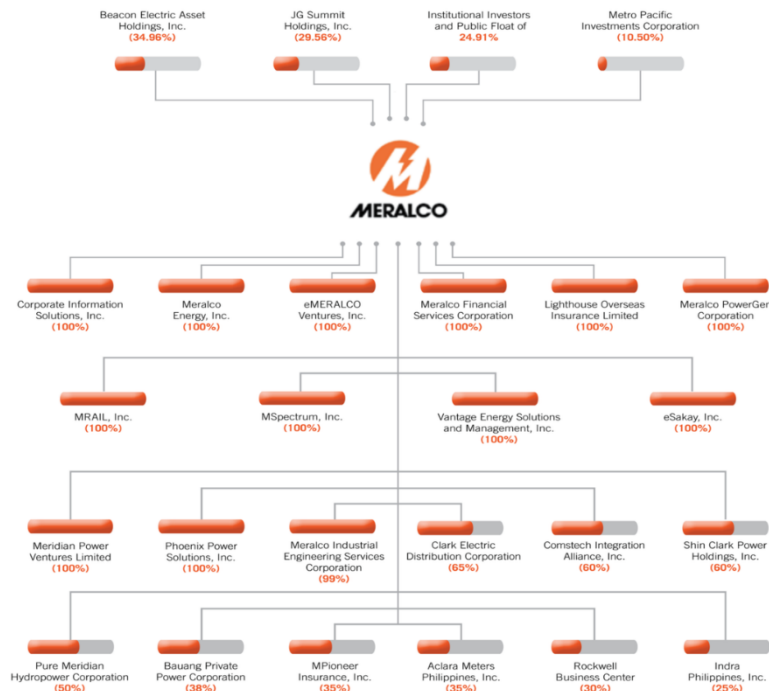 Beacon Electric Asset
Holdings, Inc.
(34.96%)
JG Summit
Holdings, Inc.
(29.56%)
Institutional Investors
and Public Float of
24.91%
Metro Pacific
Investments Corporation
(10.50%)
MERALCO
Corporate Information
Solutions, Inc.
(100%)
Meralco
Energy, Inc.
(100%)
eMERALCO
Ventures, Inc.
(100%)
Meralco Financial
Services Corporation
(100%)
Lighthouse Overseas
Insurance Limited
(100%)
Meralco PowerGen
Corporation
(100%)
MRAIL, Inc.
(100%)
MSpectrum, Inc.
(100%)
Vantage Energy Solutions
and Management, Inc.
(100%)
eSakay, Inc.
(100%)
Meridian Power
Ventures Limited
(100%)
Phoenix Power
Solutions, Inc.
(100%)
Meralco Industrial
Engineering Services
Corporation
(99%)
Clark Electric
Distribution Corporation
(65%)
Comstech Integration
Alliance, Inc.
(60%)
Shin Clark Power
Holdings, Inc.
(60%)
Pure Meridian
Hydropower Corporation
(50%)
Bauang Private
Power Corporation
(38%)
MPioneer
Insurance, Inc.
(35%)
Aclara Meters
Philippines, Inc.
(35%)
Rockwell
Business Center
(30%)
Indra
Philippines, Inc.
(25%)